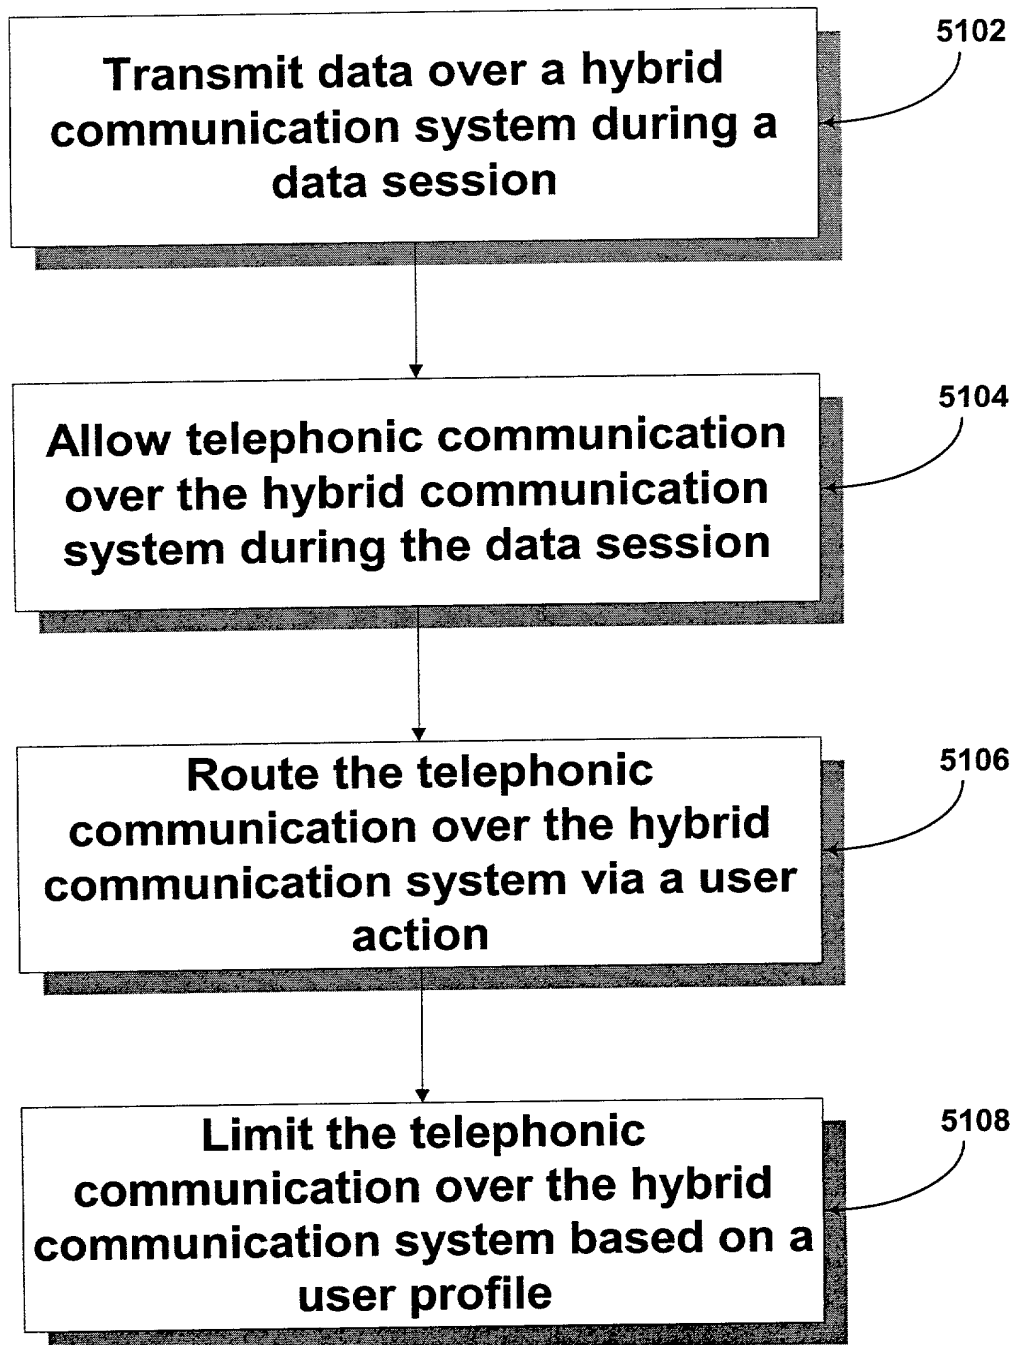 5102
Transmit data over a hybrid
communication system during a
data session
5104
Allow telephonic communication
over the hybrid communication
system during the data session
5106
Route the telephonic
communication over the hybrid
communication system via a user
action
5108
Limit the telephonic
communication over the hybrid
communication system based on a
user profile